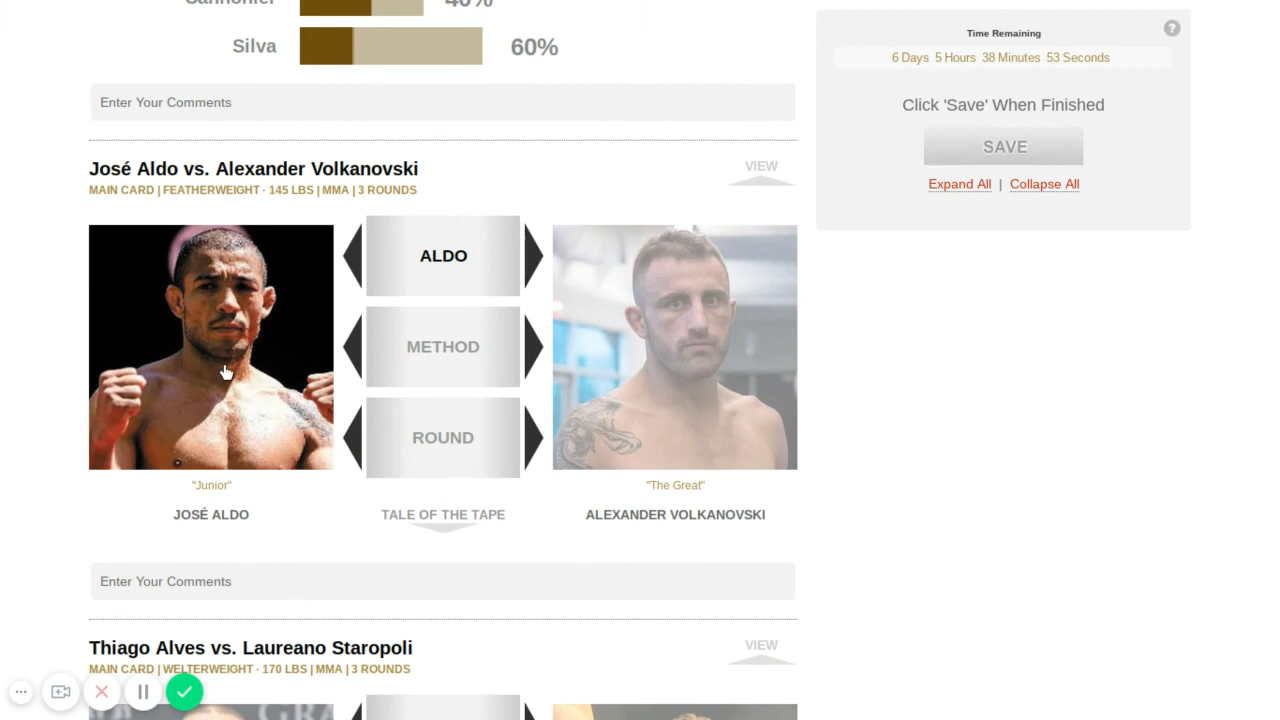 Cannonier 40%
Silva 60%
Enter Your Comments
José Aldo vs. Alexander Volkanovski
VIEW
MAIN CARD | FEATHERWEIGHT · 145 LBS | MMA | 3 ROUNDS
ALDO
METHOD
ROUND
"Junior"
"The Great"
JOSÉ ALDO
TALE OF THE TAPE
ALEXANDER VOLKANOVSKI
Enter Your Comments
Thiago Alves vs. Laureano Staropoli
VIEW
MAIN CARD | WELTERWEIGHT · 170 LBS | MMA | 3 ROUNDS
Time Remaining
?
6 Days 5 Hours 38 Minutes 53 Seconds
Click 'Save' When Finished
SAVE
Expand All | Collapse All